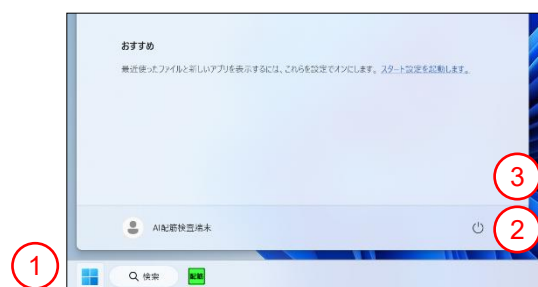 おすすめ
最近使ったファイルと新しいアプリを表示するには、これらを設定でオンにします。 スタート設定を起動します。
3
AI配筋検査端末
2
1
検索
配筋